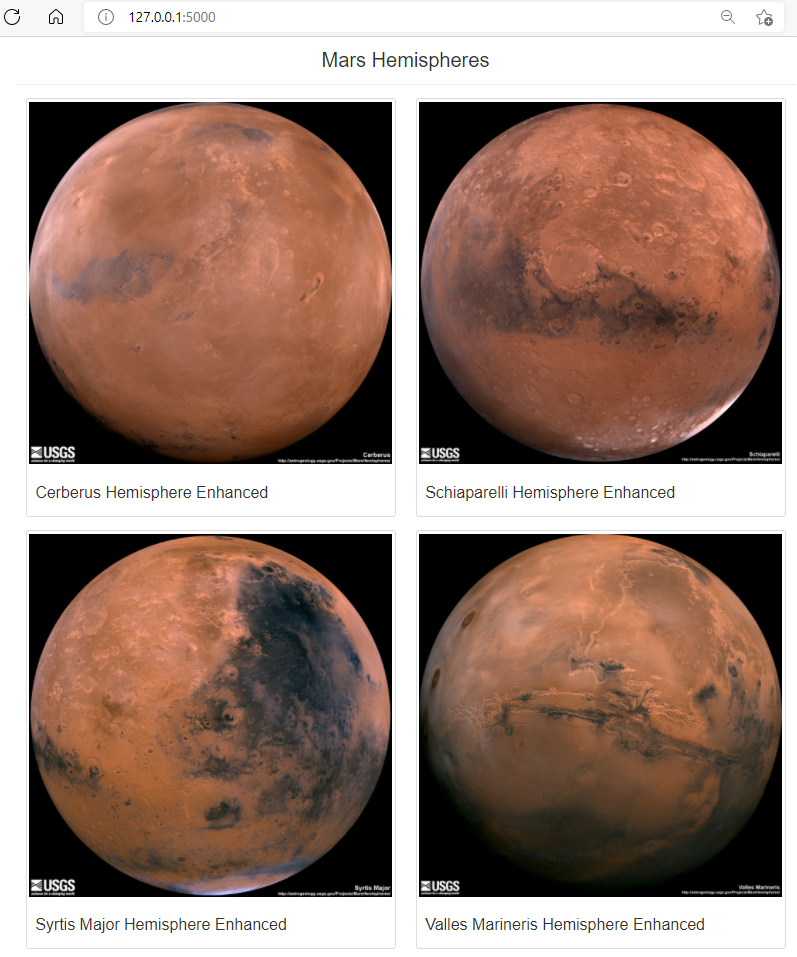 127.0.0.1:5000
Mars Hemispheres
USGS
science for a changing world
Cerberus
http://astrogeology.usgs.gov/Projects/MarsHemispheres/
Cerberus Hemisphere Enhanced
USGS
science for a changing world
Schiaparelli
http://astrogeology.usgs.gov/Projects/MarsHemispheres/
Schiaparelli Hemisphere Enhanced
USGS
science for a changing world
Syrtis Major
http://astrogeology.usgs.gov/Projects/MarsHemispheres/
Syrtis Major Hemisphere Enhanced
USGS
science for a changing world
Valles Marineris
http://astrogeology.usgs.gov/Projects/MarsHemispheres/
Valles Marineris Hemisphere Enhanced